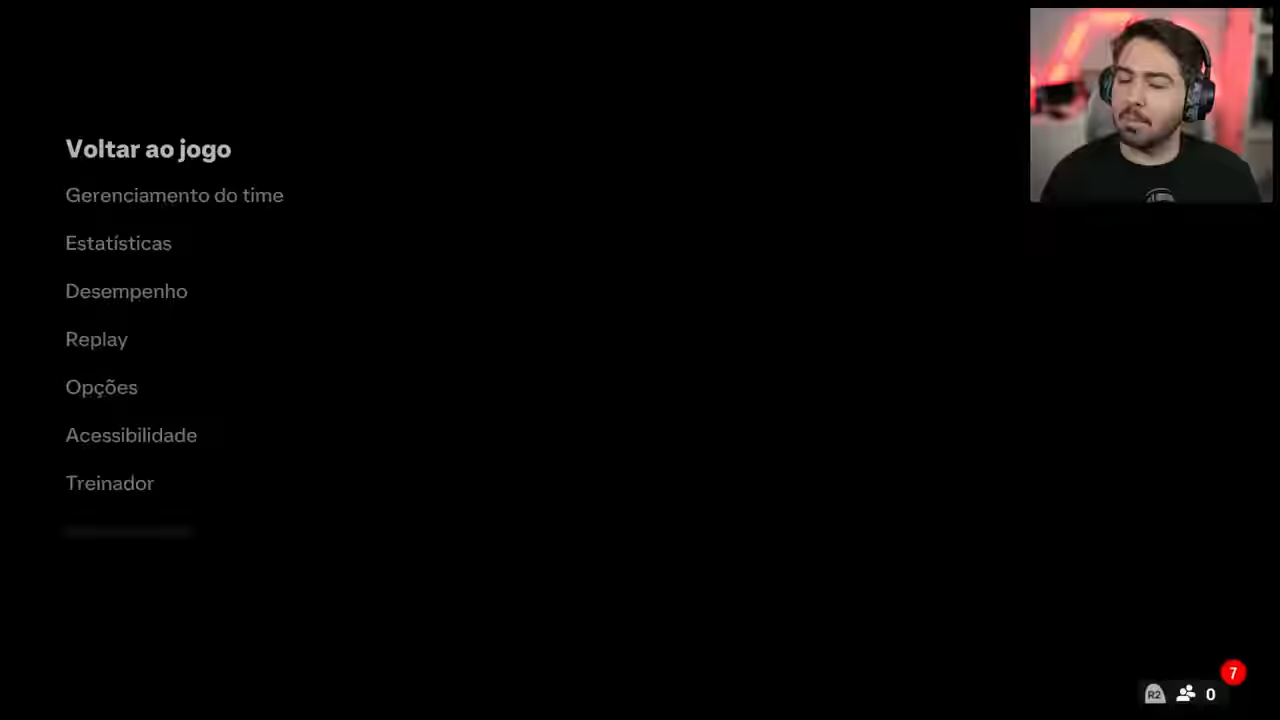 Voltar ao jogo
Gerenciamento do time
Estatísticas
Desempenho
Replay
Opções
Acessibilidade
Treinador
7
R2 0